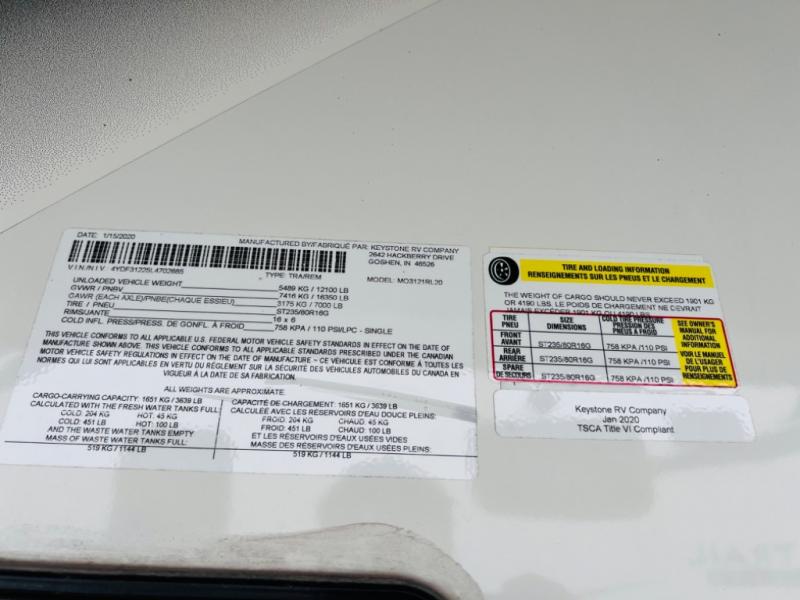 DATE: 1/15/2020
MANUFACTURED BY/FABRIQUÉ PAR: KEYSTONE RV COMPANY
2642 HACKBERRY DRIVE
GOSHEN, IN 46526
V.I.N./N.I.V. 4YDF31225L4702685
TYPE: TRA/REM
MODEL: MO3121RL20
UNLOADED VEHICLE WEIGHT 5489 KG / 12100 LB
GVWR / PNBV 7416 KG / 16350 LB
GAWR (EACH AXLE)/PNBE(CHAQUE ESSIEU) 3175 KG / 7000 LB
TIRE / PNEU ST235/80R16G
RIMS/JANTE 16 x 6
COLD INFL. PRESS/PRESS. DE GONFL. À FROID 758 KPA / 110 PSI/LPC - SINGLE
THIS VEHICLE CONFORMS TO ALL APPLICABLE U.S. FEDERAL MOTOR VEHICLE SAFETY STANDARDS IN EFFECT ON THE DATE OF
MANUFACTURE SHOWN ABOVE. THIS VEHICLE CONFORMS TO ALL APPLICABLE STANDARDS PRESCRIBED UNDER THE CANADIAN
MOTOR VEHICLE SAFETY REGULATIONS IN EFFECT ON THE DATE OF MANUFACTURE ~ CE VÉHICULE EST CONFORME À TOUTES LES
NORMES QUI LUI SONT APPLICABLES EN VERTU DU RÈGLEMENT SUR LA SÉCURITÉ DES VÉHICULES AUTOMOBILES DU CANADA EN
VIGUEUR À LA DATE DE SA FABRICATION.
ALL WEIGHTS ARE APPROXIMATE.
CARGO-CARRYING CAPACITY: 1651 KG / 3639 LB
CALCULATED WITH THE FRESH WATER TANKS FULL:
COLD: 204 KG HOT: 45 KG
COLD: 451 LB HOT: 100 LB
AND THE WASTE WATER TANKS EMPTY
MASS OF WASTE WATER TANKS FULL:
519 KG / 1144 LB
CAPACITÉ DE CHARGEMENT: 1651 KG / 3639 LB
CALCULÉE AVEC LES RÉSERVOIRS D'EAU DOUCE PLEINS:
FROID: 204 KG CHAUD: 45 KG
FROID: 451 LB CHAUD: 100 LB
ET LES RÉSERVOIRS D'EAUX USÉES VIDES
MASSE DES RÉSERVOIRS D'EAUX USÉES PLEINS:
519 KG / 1144 LB
TIRE AND LOADING INFORMATION
RENSEIGNEMENTS SUR LES PNEUS ET LE CHARGEMENT
THE WEIGHT OF CARGO SHOULD NEVER EXCEED 1901 KG
OR 4190 LBS. LE POIDS DE CHARGEMENT NE DEVRAIT
JAMAIS EXCÉDER 1901 KG OU 4190 LBS.
TIRE PNEU
SIZE DIMENSIONS
COLD TIRE PRESSURE PRESSION DES PNEUS À FROID
SEE OWNER'S MANUAL FOR ADDITIONAL INFORMATION
VOIR LE MANUEL DE L'USAGER POUR PLUS DE RENSEIGNEMENTS
FRONT AVANT ST235/80R16G 758 KPA /110 PSI
REAR ARRIÈRE ST235/80R16G 758 KPA /110 PSI
SPARE DE SECOURS ST235/80R16G 758 KPA /110 PSI
Keystone RV Company
Jan 2020
TSCA Title VI Compliant
TRAIL